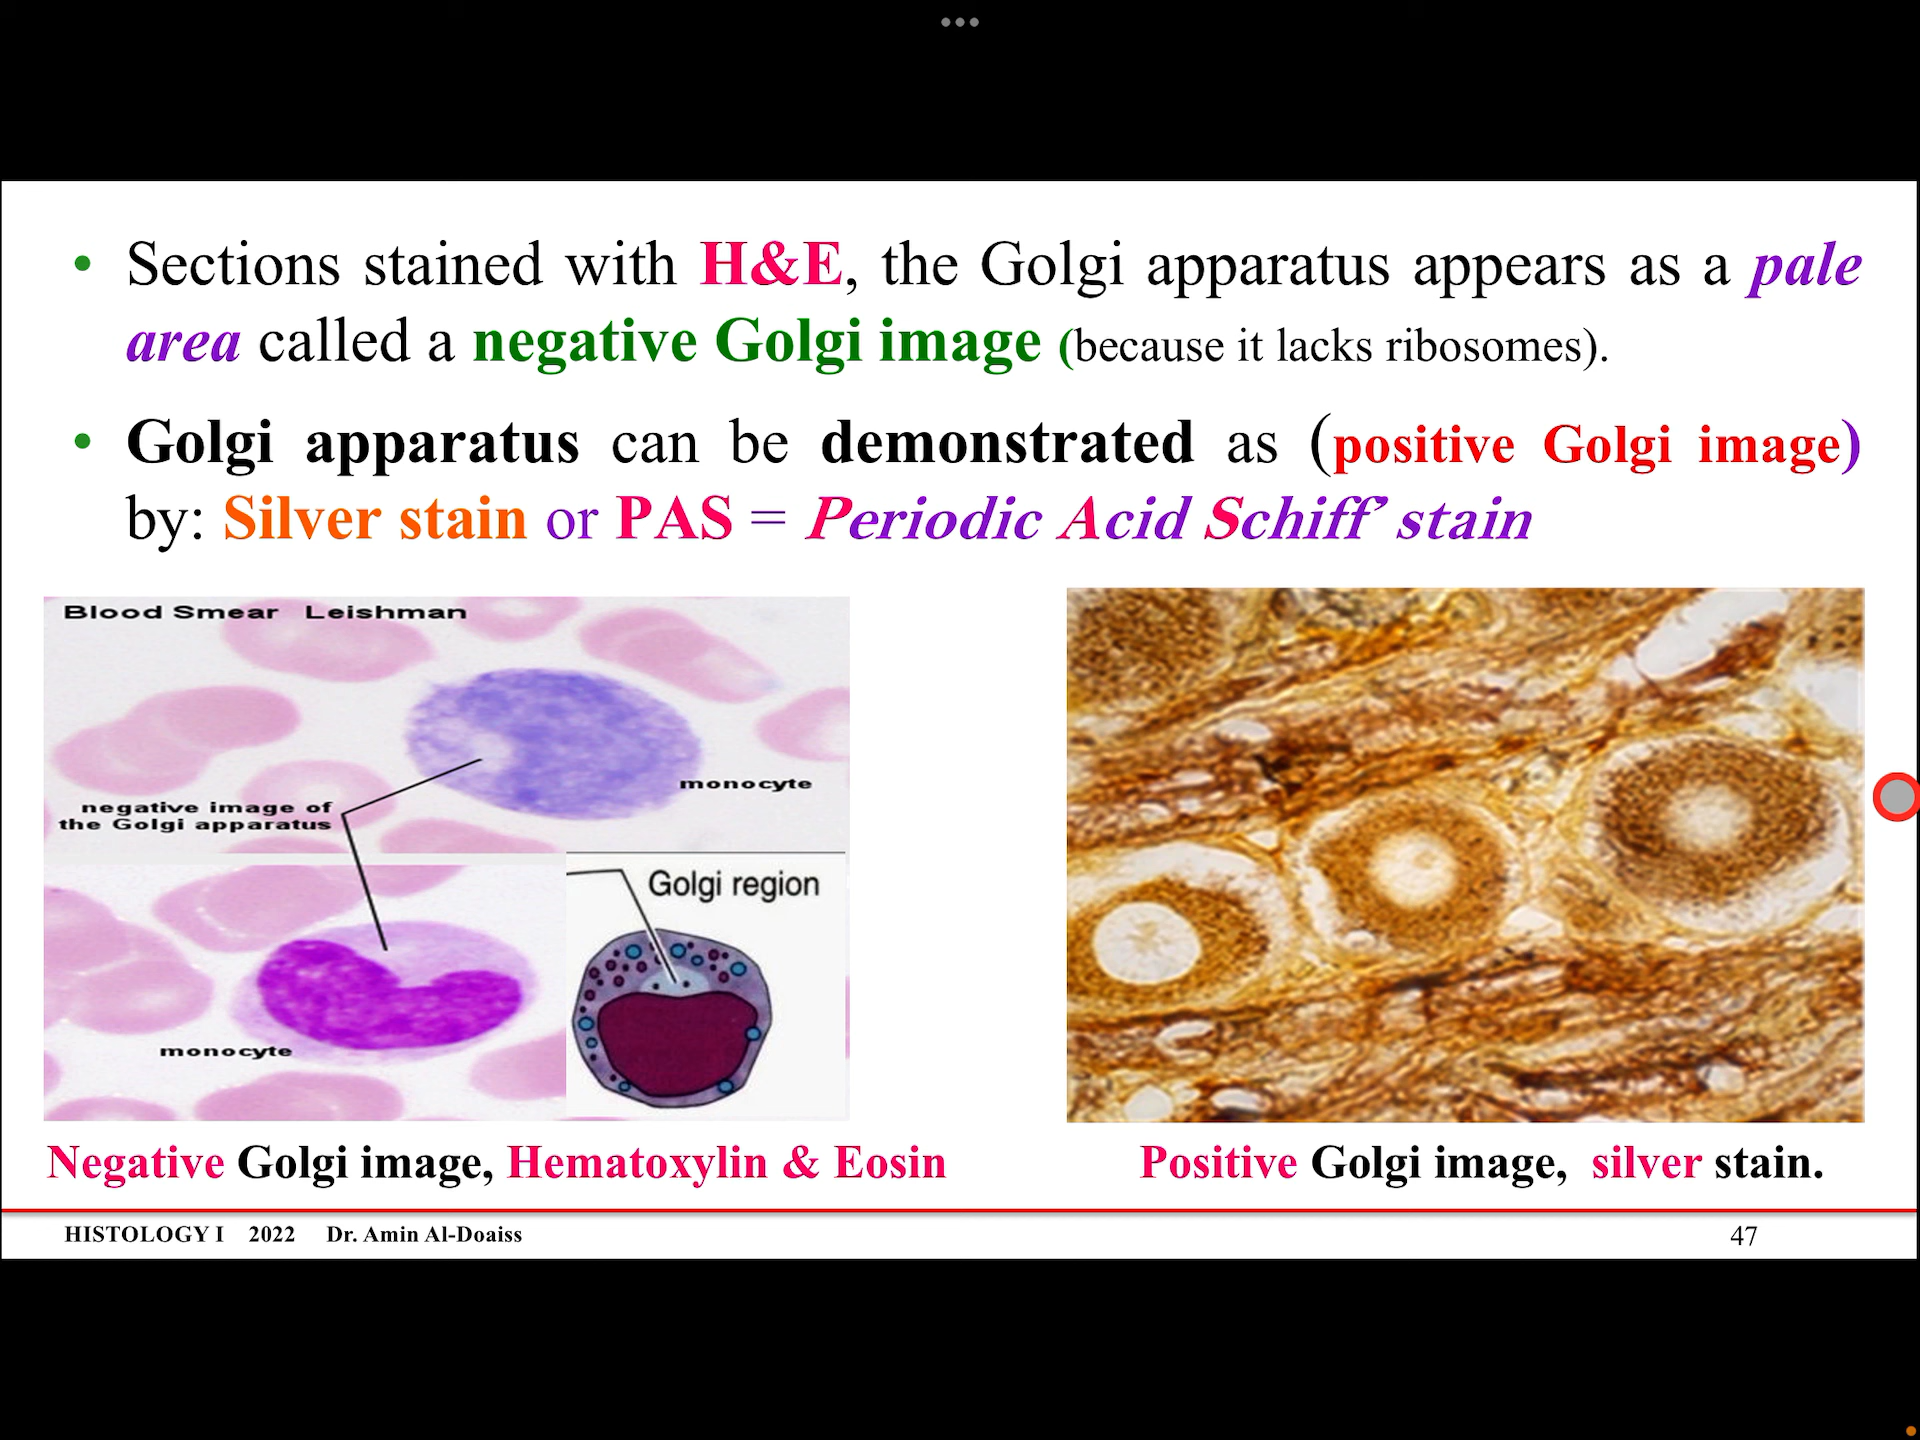 • Sections stained with H&E, the Golgi apparatus appears as a pale
area called a negative Golgi image (because it lacks ribosomes).
• Golgi apparatus can be demonstrated as (positive Golgi image)
by: Silver stain or PAS = Periodic Acid Schiff’ stain
Blood Smear Leishman
monocyte
negative image of
the Golgi apparatus
Golgi region
monocyte
Negative Golgi image, Hematoxylin & Eosin
Positive Golgi image, silver stain.
HISTOLOGY I 2022 Dr. Amin Al-Doaiss
47